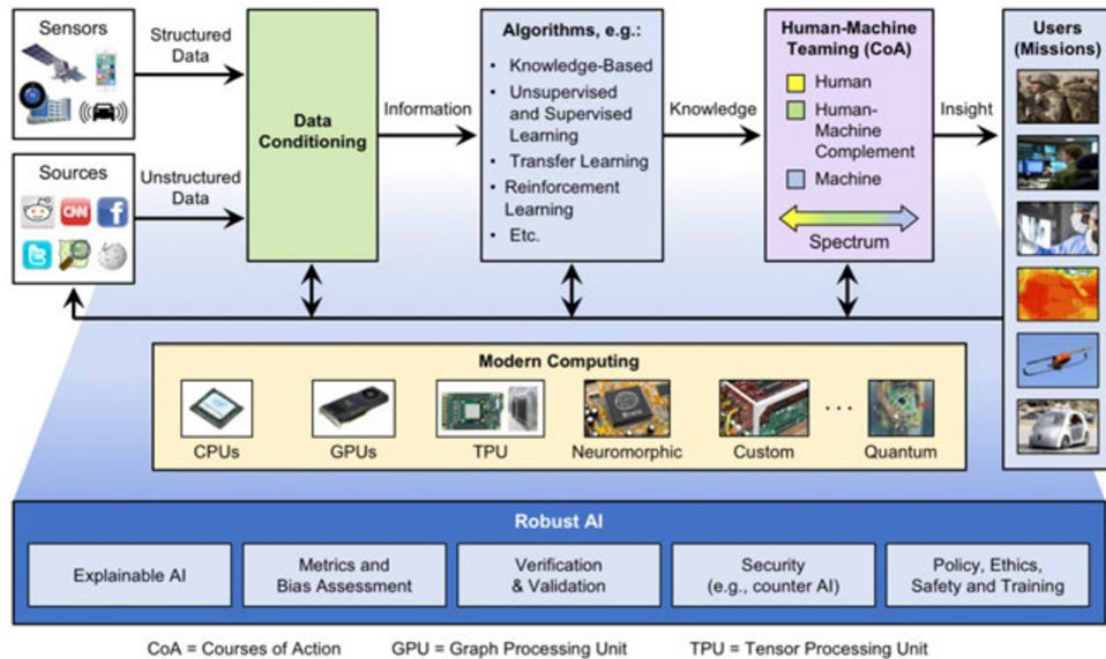 Sensors
Structured
Data
Sources
CNN
Unstructured
Data
Data
Conditioning
Information
Algorithms, e.g.:
• Knowledge-Based
• Unsupervised
and Supervised
Learning
• Transfer Learning
• Reinforcement
Learning
• Etc.
Knowledge
Human-Machine
Teaming (CoA)
Human
Human-
Machine
Complement
Machine
Spectrum
Insight
Users
(Missions)
Modern Computing
CPUs
GPUs
TPU
Neuromorphic
Custom
...
Quantum
Robust AI
Explainable AI
Metrics and
Bias Assessment
Verification
& Validation
Security
(e.g., counter AI)
Policy, Ethics,
Safety and Training
CoA = Courses of Action
GPU = Graph Processing Unit
TPU = Tensor Processing Unit